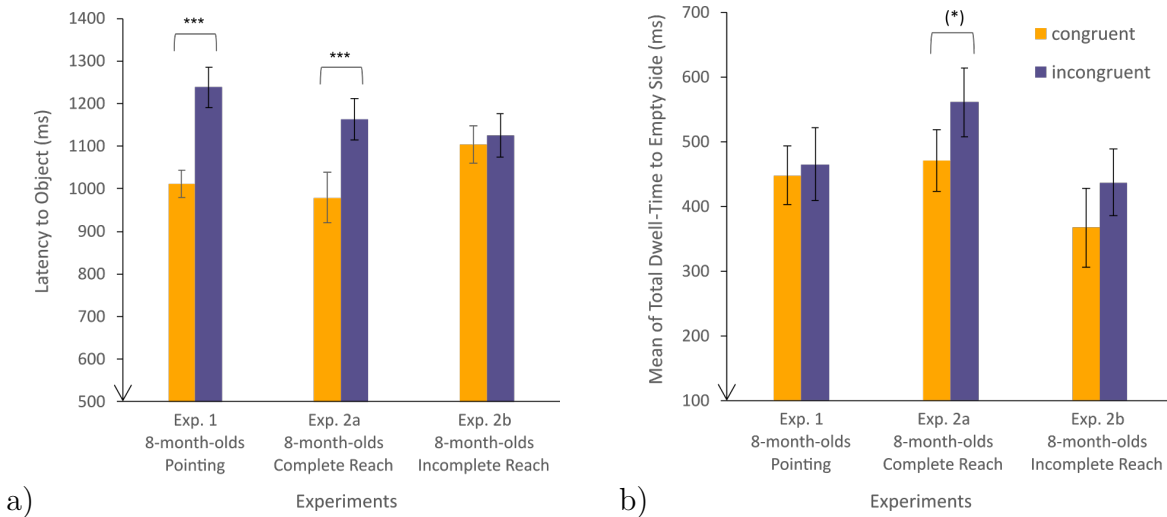 1400
1300
1200
1100
1000
900
800
700
600
500
Latency to Object (ms)
***
***
Exp. 1
8-month-olds
Pointing
Exp. 2a
8-month-olds
Complete Reach
Exp. 2b
8-month-olds
Incomplete Reach
Experiments
a)
700
600
500
400
300
200
100
Mean of Total Dwell-Time to Empty Side (ms)
(*)
congruent
incongruent
Exp. 1
8-month-olds
Pointing
Exp. 2a
8-month-olds
Complete Reach
Exp. 2b
8-month-olds
Incomplete Reach
Experiments
b)